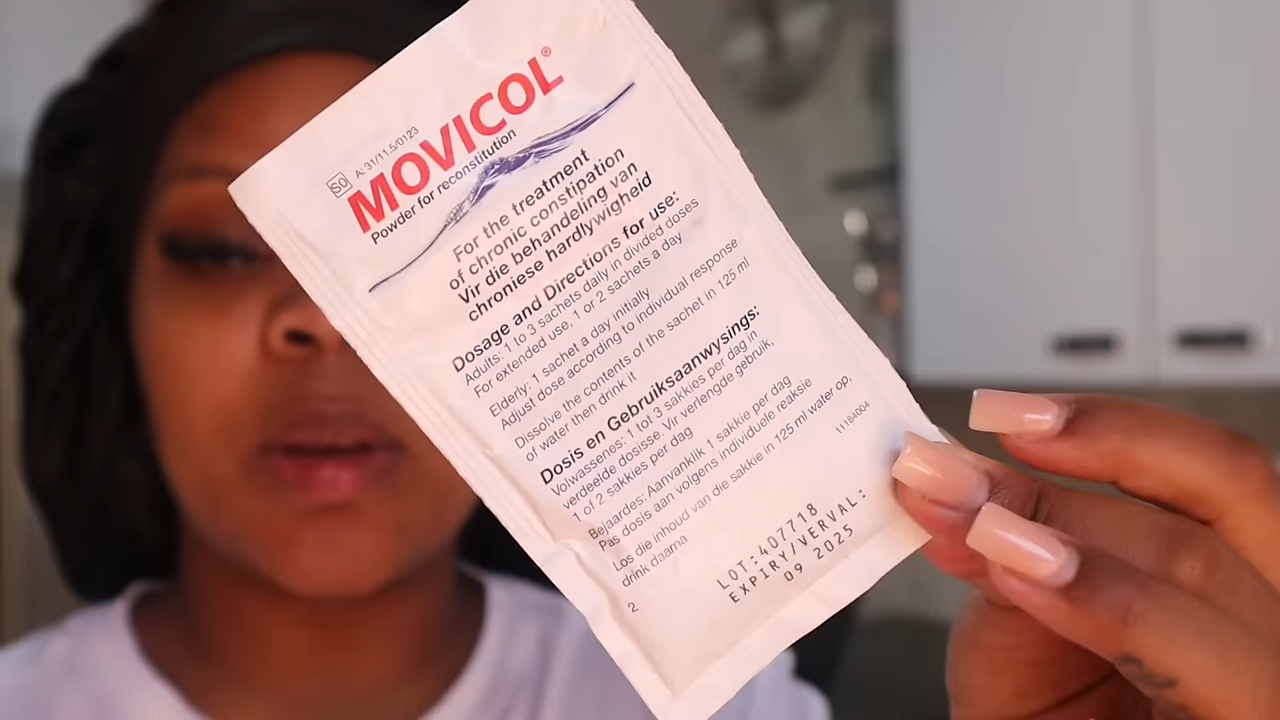 S0 A: 31/11.5/0123
MOVICOL®
Powder for reconstitution
For the treatment
of chronic constipation
Vir die behandeling van
chroniese hardlywigheid
Dosage and Directions for use:
Adults: 1 to 3 sachets daily in divided doses
For extended use, 1 or 2 sachets a day
Elderly: 1 sachet a day initially
Adjust dose according to individual response
Dissolve the contents of the sachet in 125 ml
of water then drink it
Dosis en Gebruiksaanwysings:
Volwassenes: 1 tot 3 sakkies per dag in
verdeelde dosisse. Vir verlengde gebruik,
1 of 2 sakkies per dag
Bejaardes: Aanvanklik 1 sakkie per dag
Pas dosis aan volgens individuele reaksie
Los die inhoud van die sakkie in 125 ml water op,
drink daarna
11184004
2
LOT:407718
EXPIRY/VERVAL:
09 2025